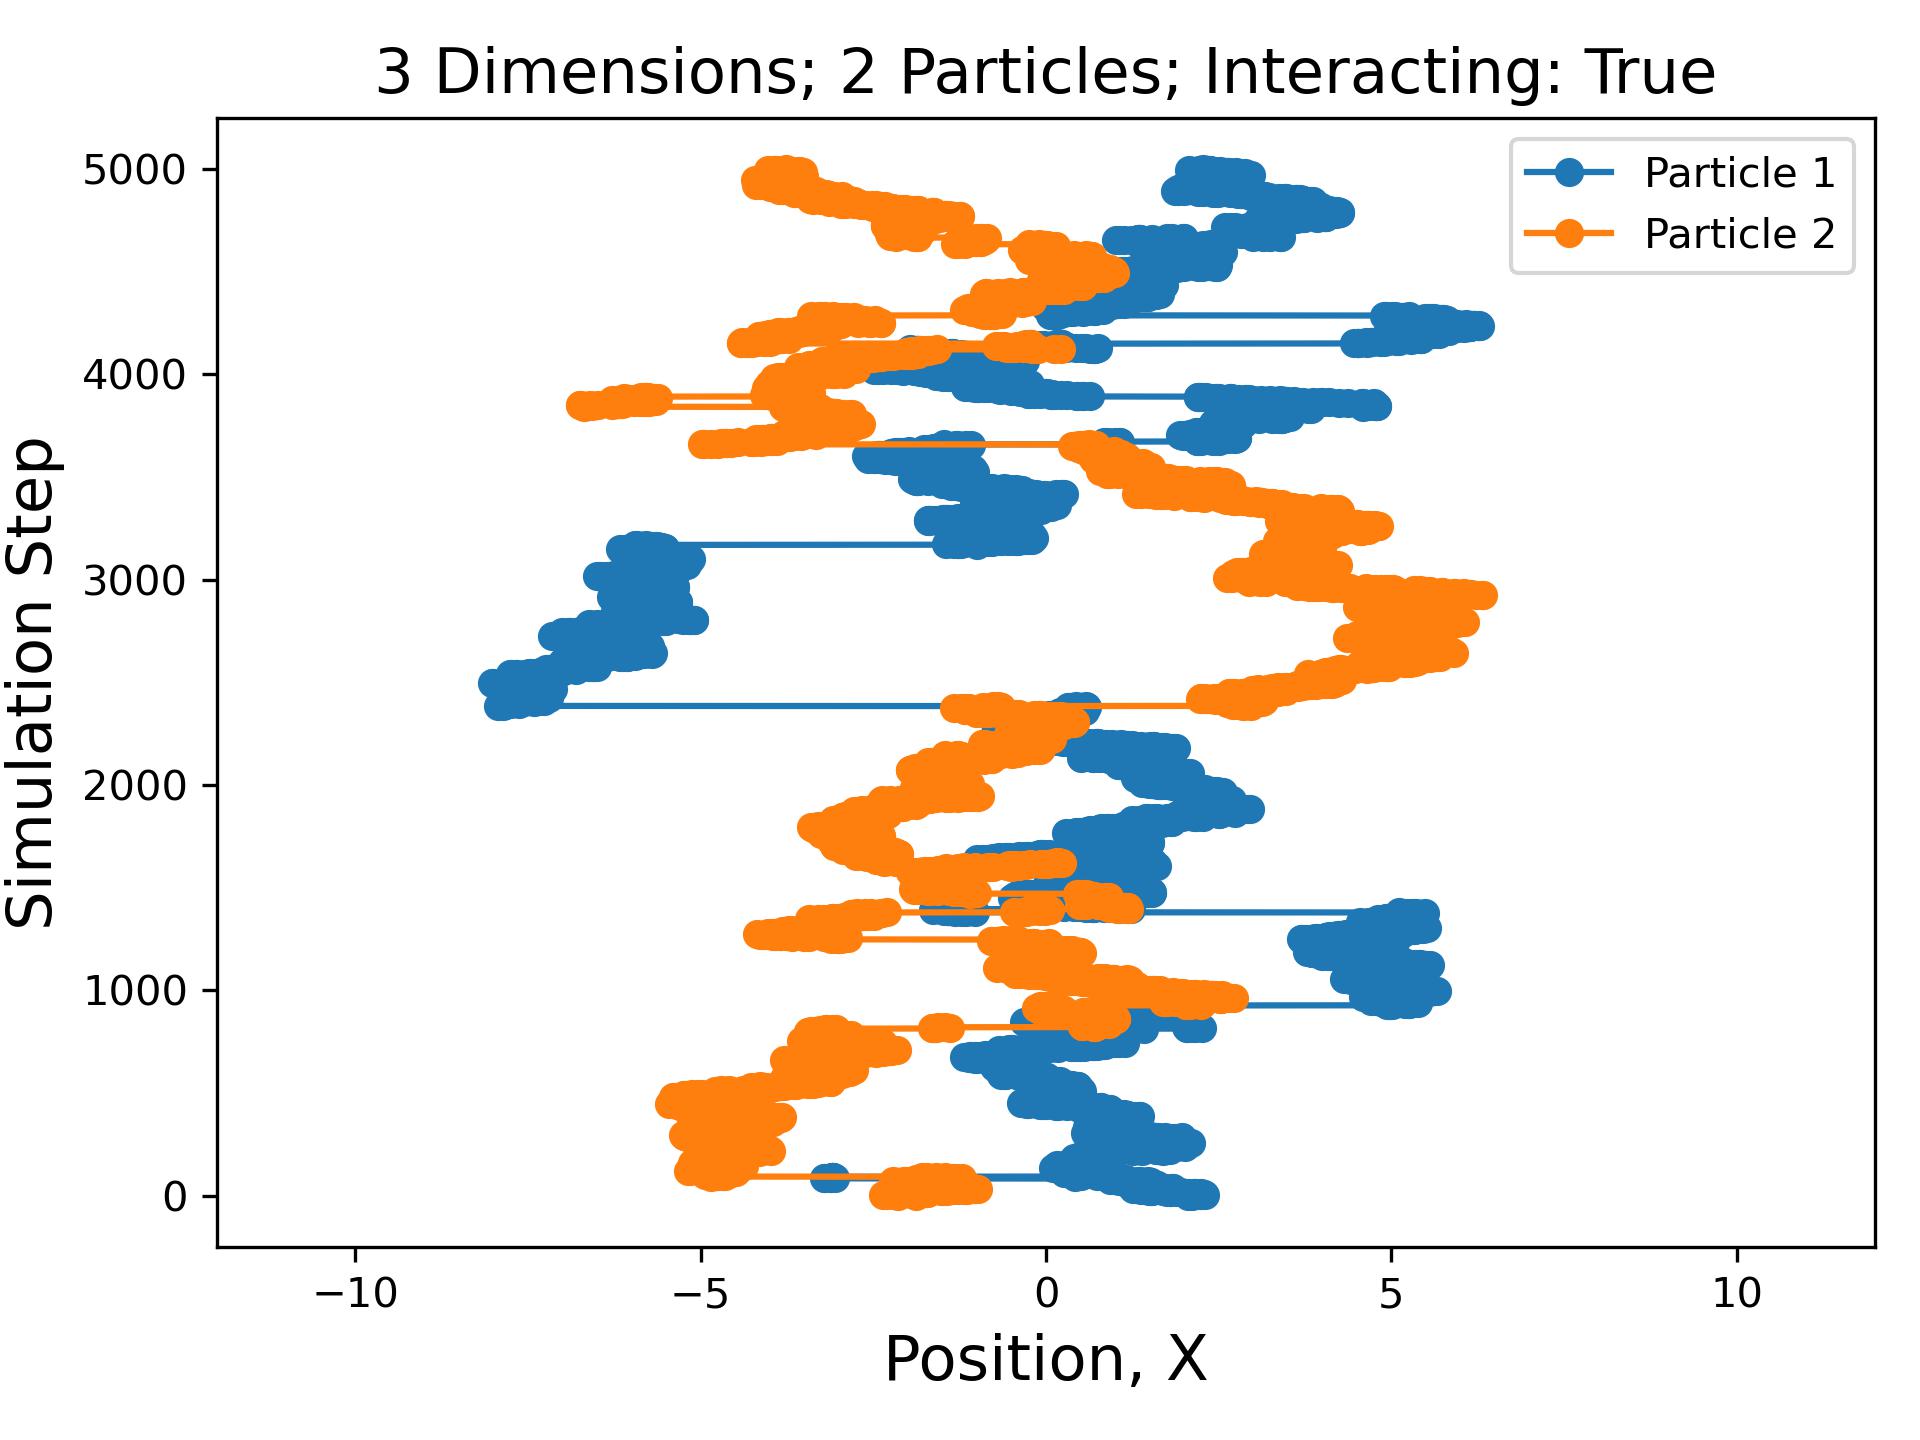 3 Dimensions; 2 Particles; Interacting: True
Particle 1
Particle 2
5000
4000
3000
2000
1000
0
Simulation Step
−10
−5
0
5
10
Position, X